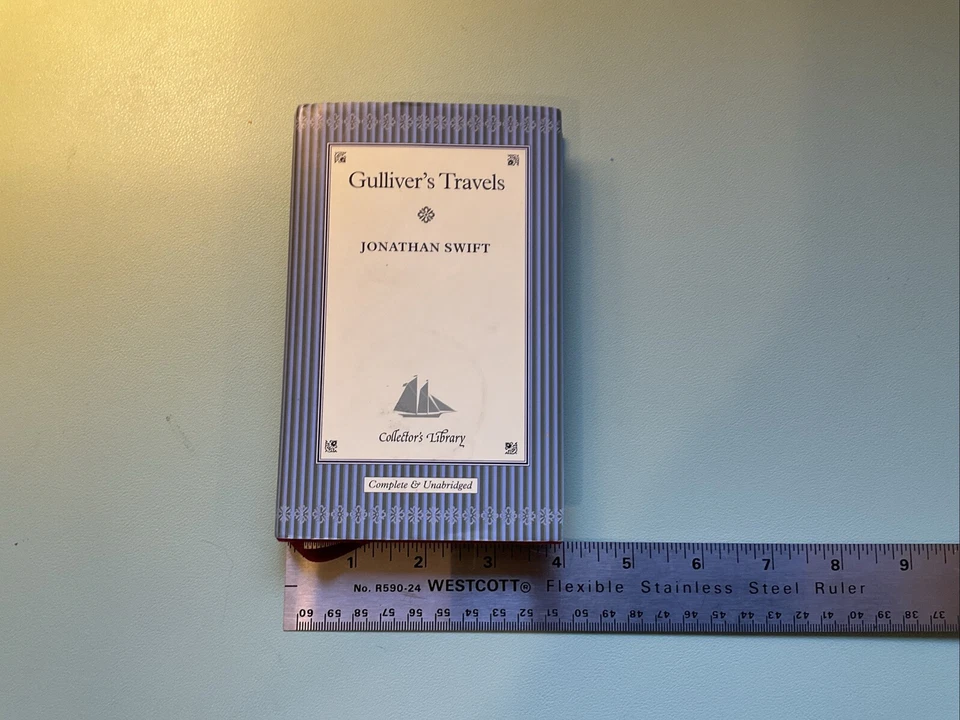 Gulliver's Travels
JONATHAN SWIFT
Collector's Library
Complete & Unabridged
1 2 3 4 5 6 7 8 9
No. R590-24 WESTCOTT® Flexible Stainless Steel Ruler
60 59 58 57 56 55 54 53 52 51 50 49 48 47 46 45 44 43 42 41 40 39 38 37